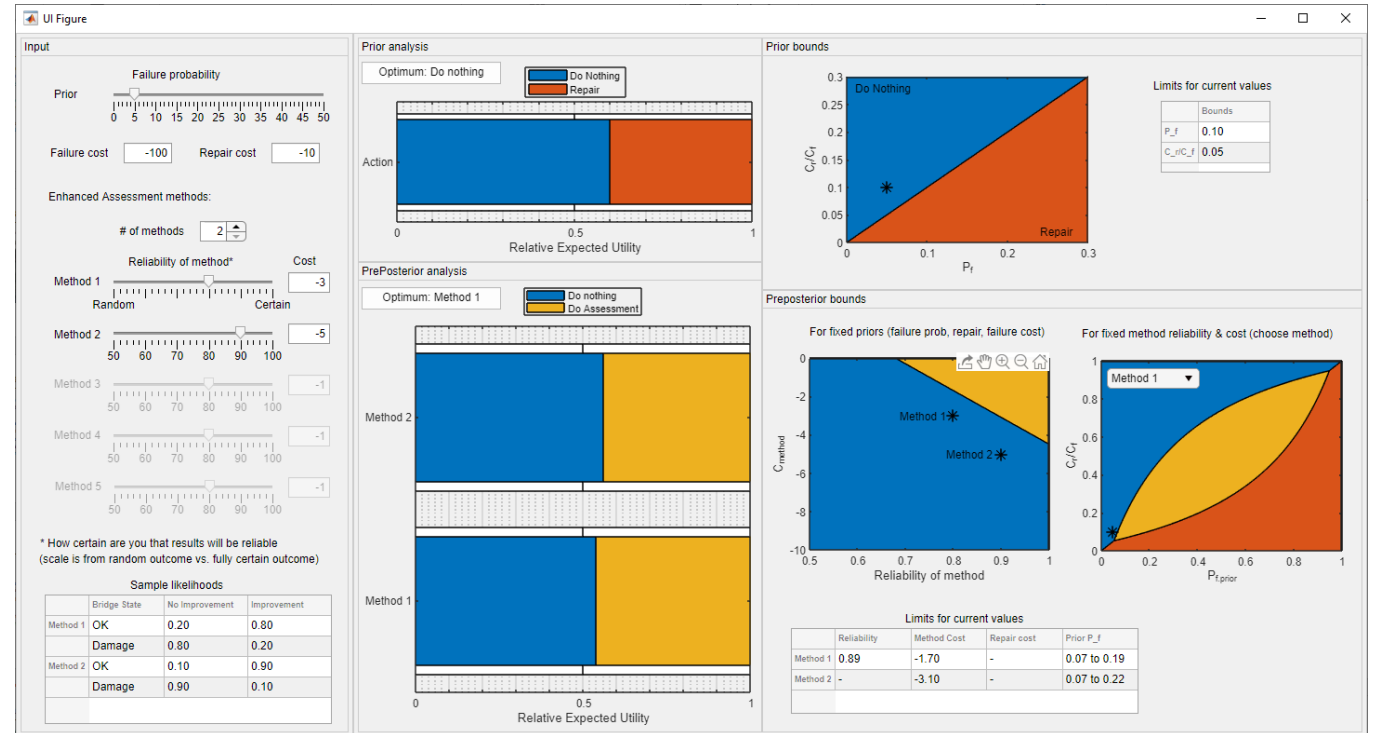 UI Figure
Input
Failure probability
Prior
0 5 10 15 20 25 30 35 40 45 50
Failure cost -100 Repair cost -10
Enhanced Assessment methods:
# of methods 2
Reliability of method* Cost
Method 1 -3
Random Certain
Method 2 -5
50 60 70 80 90 100
Method 3 -1
50 60 70 80 90 100
Method 4 -1
50 60 70 80 90 100
Method 5 -1
50 60 70 80 90 100
* How certain are you that results will be reliable
(scale is from random outcome vs. fully certain outcome)
Sample likelihoods
Bridge State No Improvement Improvement
Method 1 OK 0.20 0.80
Damage 0.80 0.20
Method 2 OK 0.10 0.90
Damage 0.90 0.10
Prior analysis
Optimum: Do nothing
Do Nothing
Repair
Action
0 0.5 1
Relative Expected Utility
PrePosterior analysis
Optimum: Method 1
Do nothing
Do Assessment
Method 2
Method 1
0 0.5 1
Relative Expected Utility
Prior bounds
0.3
0.25
0.2
0.15
0.1
0.05
0
C_r/C_f
Do Nothing
Repair
0 0.1 0.2 0.3
P_f
Limits for current values
Bounds
P_f 0.10
C_r/C_f 0.05
Preposterior bounds
For fixed priors (failure prob, repair, failure cost)
0
-2
-4
-6
-8
-10
C_method
Method 1
Method 2
0.5 0.6 0.7 0.8 0.9 1
Reliability of method
For fixed method reliability & cost (choose method)
Method 1
1
0.8
0.6
0.4
0.2
0
C_r/C_f
0 0.2 0.4 0.6 0.8 1
P_f,prior
Limits for current values
Reliability Method Cost Repair cost Prior P_f
Method 1 0.89 -1.70 - 0.07 to 0.19
Method 2 - -3.10 - 0.07 to 0.22